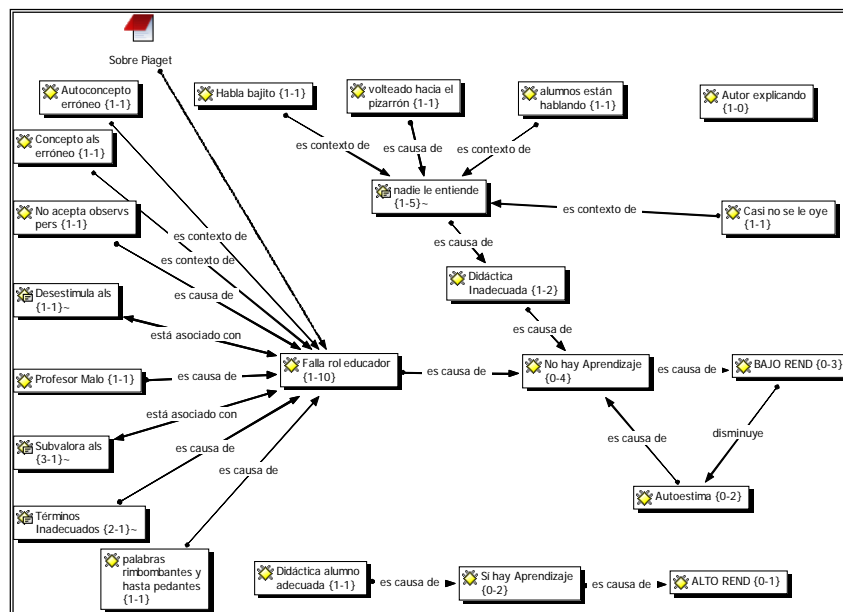 Sobre Piaget
Autoconcepto
erróneo {1-1}
Habla bajito {1-1}
volteado hacia el
pizarrón {1-1}
alumnos están
hablando {1-1}
Autor explicando
{1-0}
Concepto als
erróneo {1-1}
es contexto de
es causa de
es contexto de
nadie le entiende
{1-5}~
No acepta observs
pers {1-1}
es contexto de
Casi no se le oye
{1-1}
es contexto de
es causa de
es contexto de
Didáctica
Inadecuada {1-2}
Desestimula als
{1-1}~
es causa de
está asociado con
es causa de
Falla rol educador
{1-10}
No hay Aprendizaje
{0-4}
BAJO REND {0-3}
Profesor Malo {1-1}
es causa de
es causa de
es causa de
está asociado con
Subvalora als
{3-1}~
es causa de
es causa de
disminuye
es causa de
Autoestima {0-2}
Términos
Inadecuados {2-1}~
palabras
rimbombantes y
hasta pedantes
{1-1}
Didáctica alumno
adecuada {1-1}
es causa de
Sí hay Aprendizaje
{0-2}
es causa de
ALTO REND {0-1}